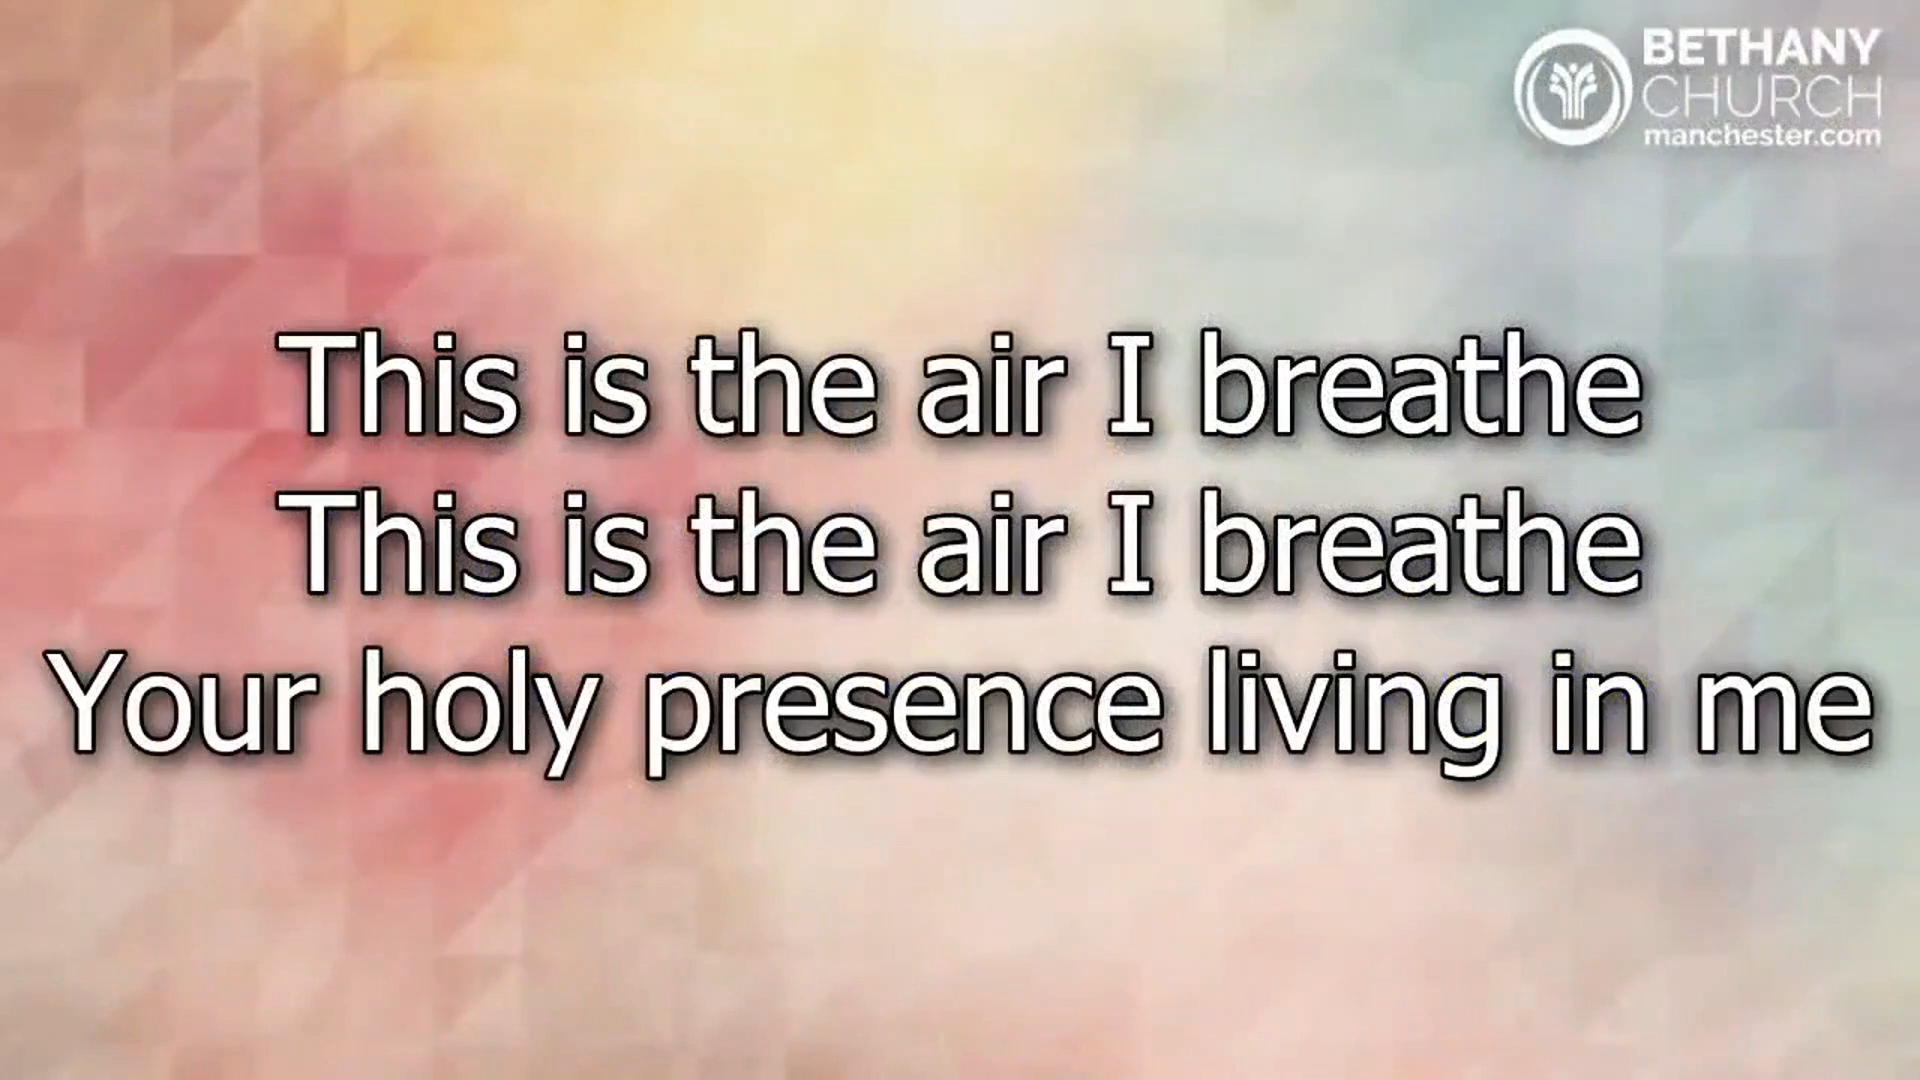 BETHANY
CHURCH
manchester.com
This is the air I breathe
This is the air I breathe
Your holy presence living in me